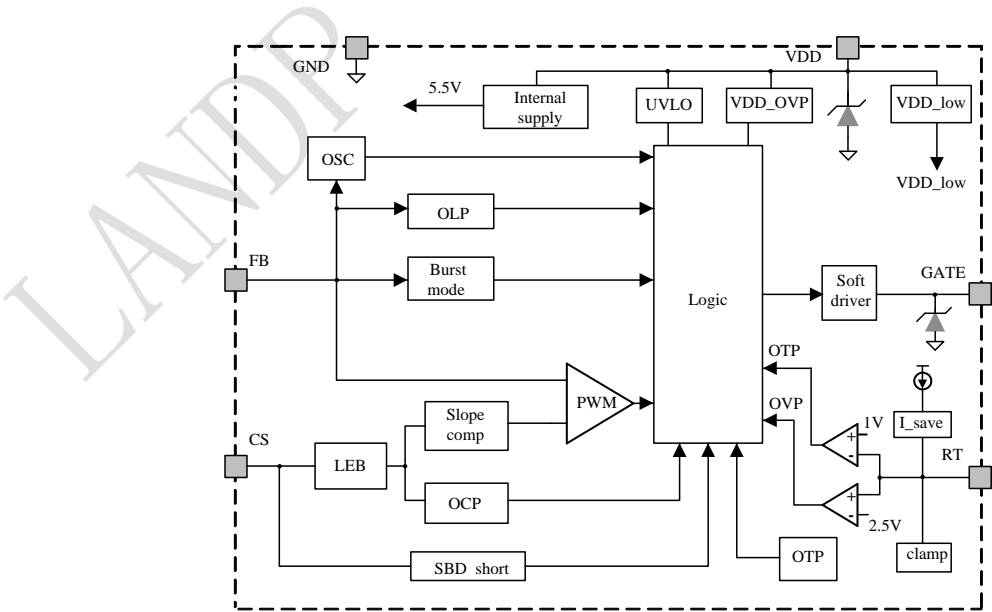 LANDP
GND
VDD
5.5V
Internal
supply
UVLO
VDD_OVP
VDD_low
VDD_low
OSC
OLP
FB
Burst
mode
Logic
Soft
driver
GATE
OTP
OVP
PWM
Slope
comp
CS
LEB
OCP
SBD short
OTP
1V
+
-
+
-
2.5V
I_save
RT
clamp